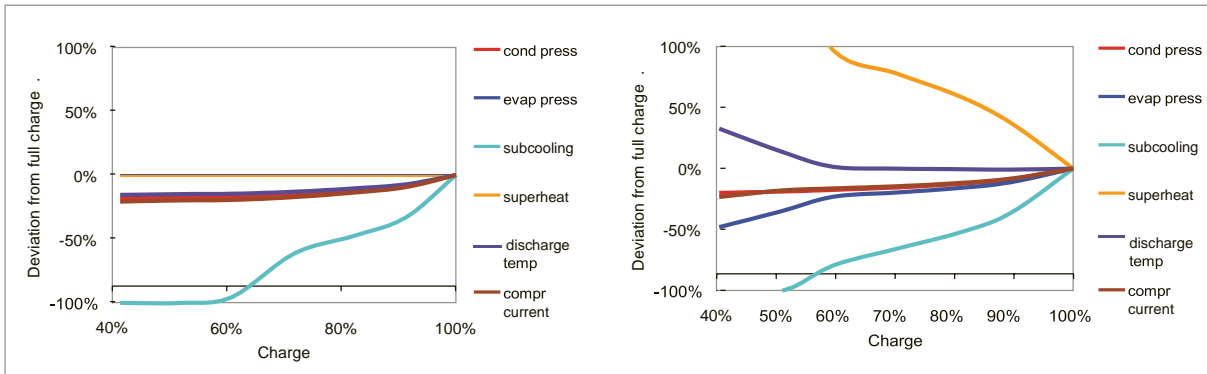 Deviation from full charge .
100%
50%
0%
-50%
-100%
40%
60%
80%
100%
Charge
cond press
evap press
subcooling
superheat
discharge
temp
compr
current
Deviation from full charge .
100%
50%
0%
-50%
-100%
40%
50%
60%
70%
80%
90%
100%
Charge
cond press
evap press
subcooling
superheat
discharge
temp
compr
current